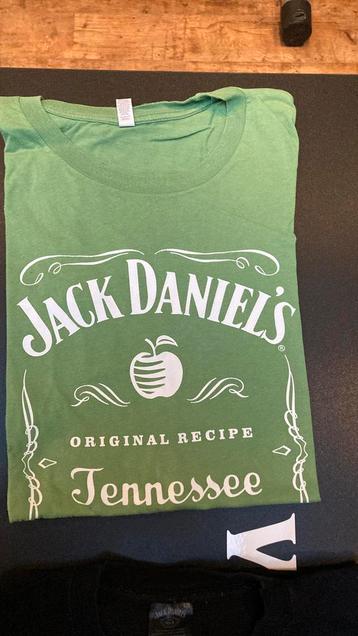 JACK DANIEL'S
®
ORIGINAL RECIPE
Tennessee